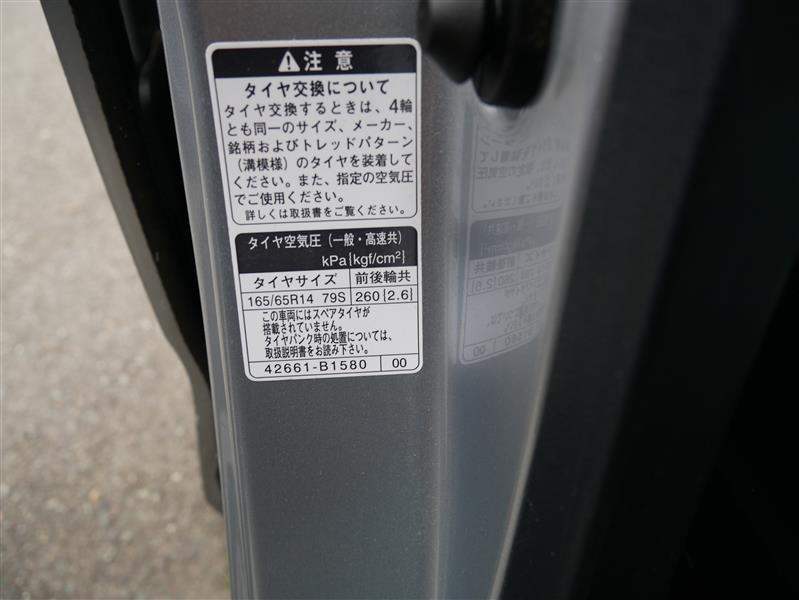 ⚠注意
タイヤ交換について
タイヤ交換するときは、4輪
とも同一のサイズ、メーカー、
銘柄およびトレッドパターン
（溝模様）のタイヤを装着して
ください。また、指定の空気圧
でご使用ください。
詳しくは取扱書をご覧ください。
タイヤ空気圧（一般・高速共）
kPa{kgf/cm²}
タイヤサイズ 前後輪共
165/65R14 79S 260{2.6}
この車両にはスペアタイヤが
搭載されていません。
タイヤパンク時の処置については、
取扱説明書をお読み下さい。
42661-B1580 00